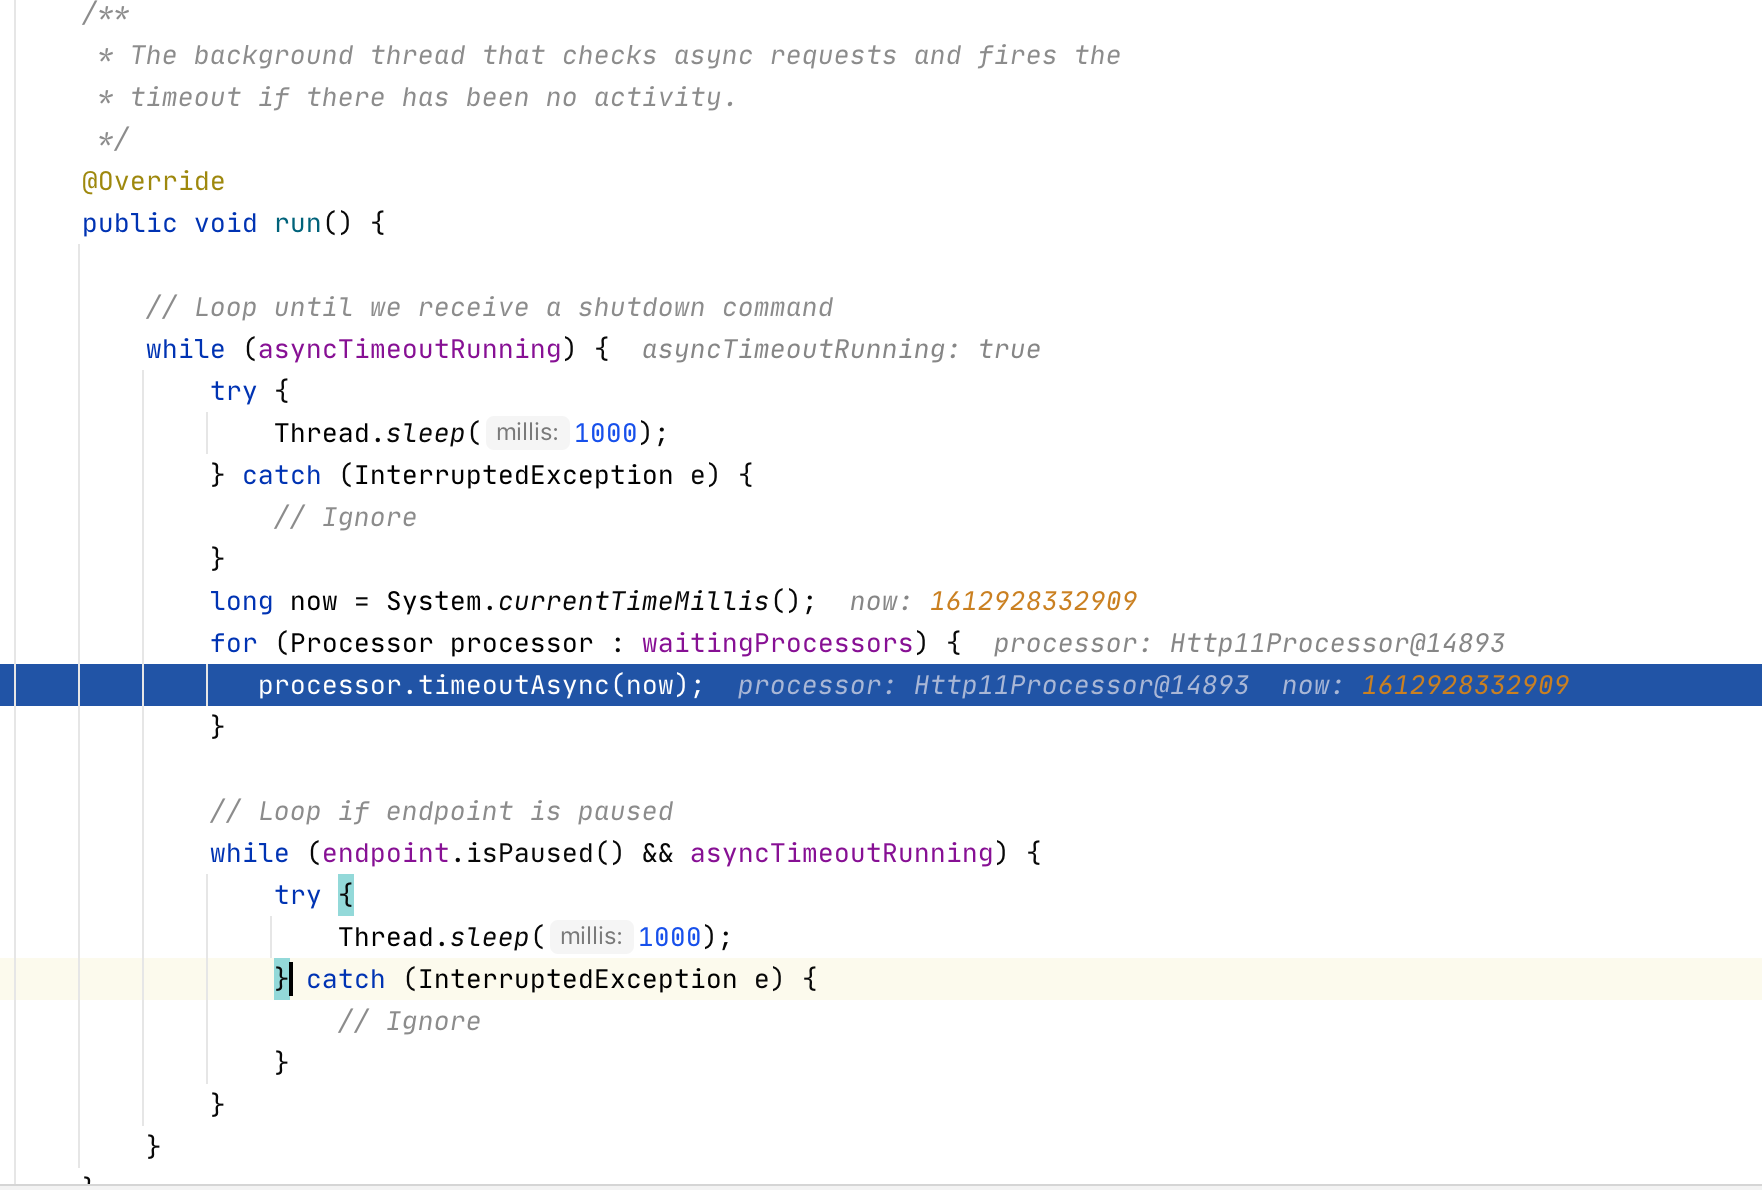 /**
 * The background thread that checks async requests and fires the
 * timeout if there has been no activity.
 */
@Override
public void run() {
// Loop until we receive a shutdown command
while (asyncTimeoutRunning) {  asyncTimeoutRunning: true
try {
Thread.sleep( millis: 1000);
} catch (InterruptedException e) {
// Ignore
}
long now = System.currentTimeMillis();  now: 1612928332909
for (Processor processor : waitingProcessors) {  processor: Http11Processor@14893
processor.timeoutAsync(now);  processor: Http11Processor@14893  now: 1612928332909
}
// Loop if endpoint is paused
while (endpoint.isPaused() && asyncTimeoutRunning) {
try {
Thread.sleep( millis: 1000);
} catch (InterruptedException e) {
// Ignore
}
}
}
}